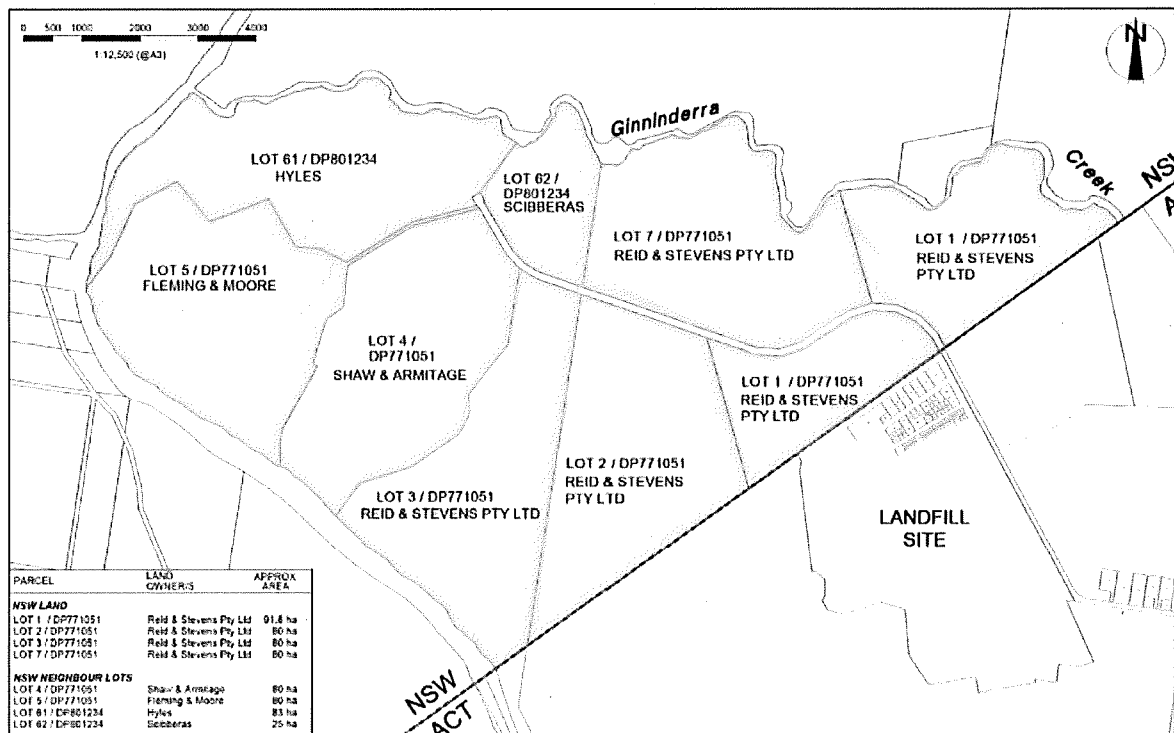 0 500 1000 2000 3000 4000
1:12,500 (@A3)
N
Ginninderra
Creek
NSW
A
LOT 61 / DP801234
HYLES
LOT 62 /
DP801234
SCIBBERAS
LOT 7 / DP771051
REID & STEVENS PTY LTD
LOT 1 / DP771051
REID & STEVENS
PTY LTD
LOT 5 / DP771051
FLEMING & MOORE
LOT 4 /
DP771051
SHAW & ARMITAGE
LOT 1 / DP771051
REID & STEVENS
PTY LTD
LOT 2 / DP771051
REID & STEVENS
PTY LTD
LOT 3 / DP771051
REID & STEVENS PTY LTD
LANDFILL
SITE
NSW
ACT
PARCEL LAND OWNER/S APPROX AREA
NSW LAND
LOT 1 / DP771051 Reid & Stevens Pty Ltd 91.8 ha
LOT 2 / DP771051 Reid & Stevens Pty Ltd 80 ha
LOT 3 / DP771051 Reid & Stevens Pty Ltd 80 ha
LOT 7 / DP771051 Reid & Stevens Pty Ltd 80 ha
NSW NEIGHBOUR LOTS
LOT 4 / DP771051 Shaw & Armitage 80 ha
LOT 5 / DP771051 Fleming & Moore 80 ha
LOT 61 / DP801234 Hyles 83 ha
LOT 62 / DP801234 Scibberas 25 ha